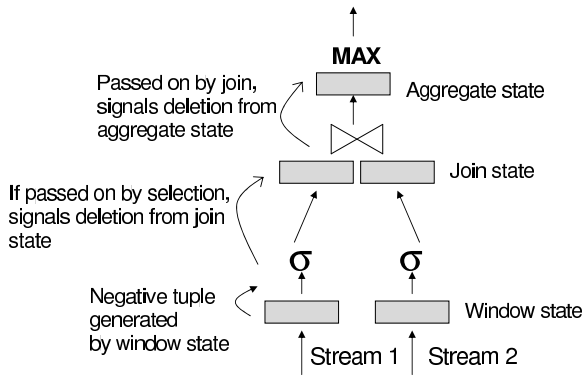 MAX
Passed on by join,
signals deletion from
aggregate state
Aggregate state
Join state
If passed on by selection,
signals deletion from join
state
σ
σ
Negative tuple
generated
by window state
Window state
Stream 1
Stream 2